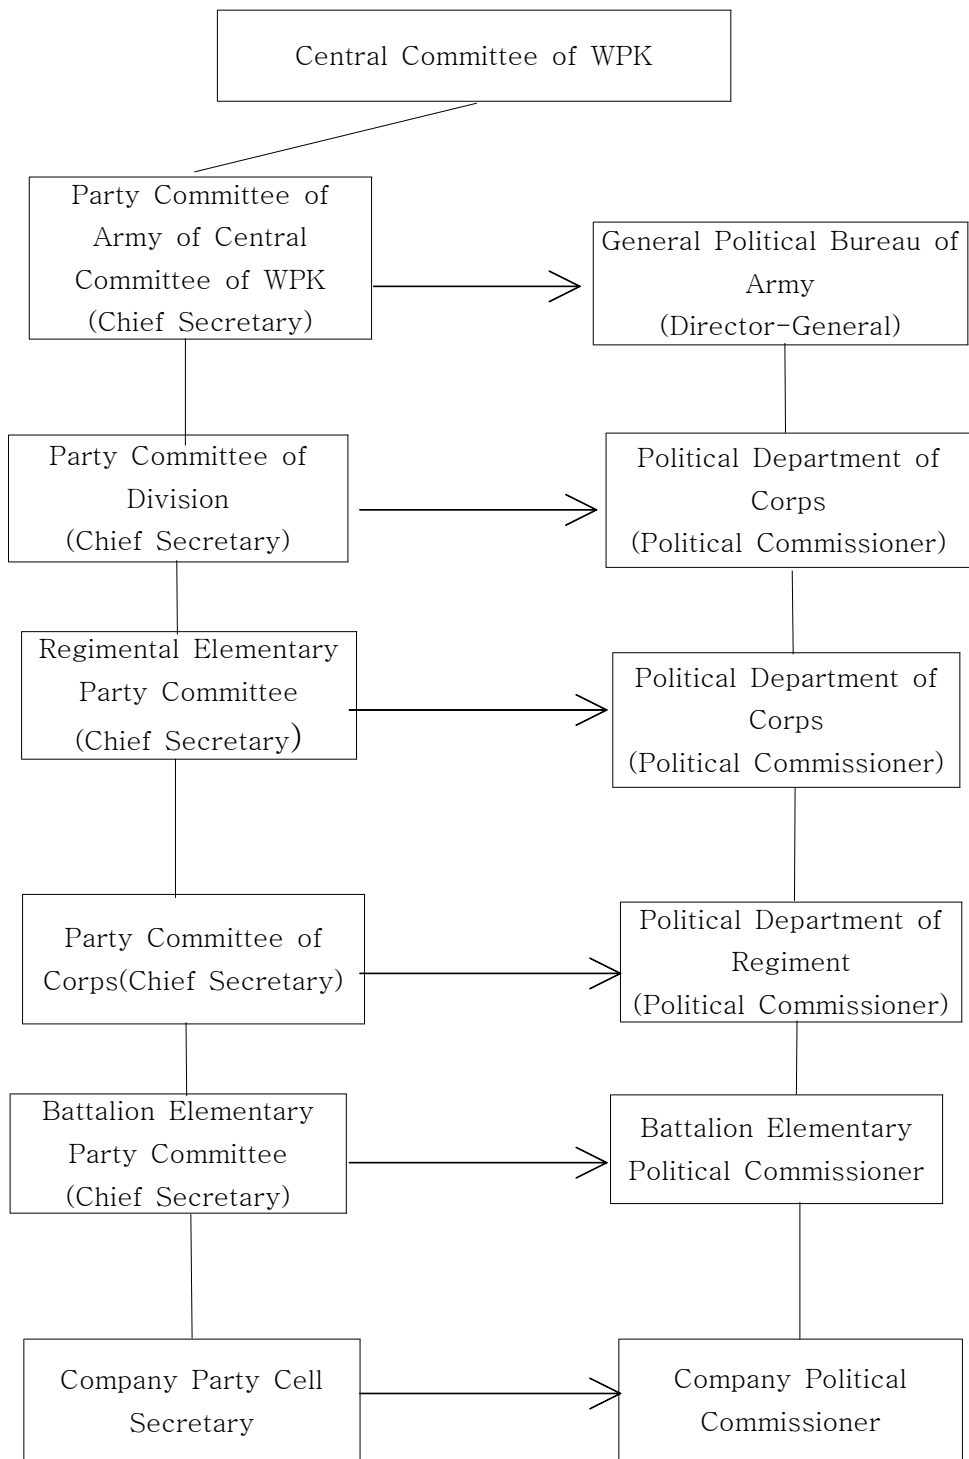 Central Committee of WPK
Party Committee of
Army of Central
Committee of WPK
(Chief Secretary)
General Political Bureau of
Army
(Director-General)
Party Committee of
Division
(Chief Secretary)
Political Department of
Corps
(Political Commissioner)
Regimental Elementary
Party Committee
(Chief Secretary)
Political Department of
Corps
(Political Commissioner)
Party Committee of
Corps(Chief Secretary)
Political Department of
Regiment
(Political Commissioner)
Battalion Elementary
Party Committee
(Chief Secretary)
Battalion Elementary
Political Commissioner
Company Party Cell
Secretary
Company Political
Commissioner